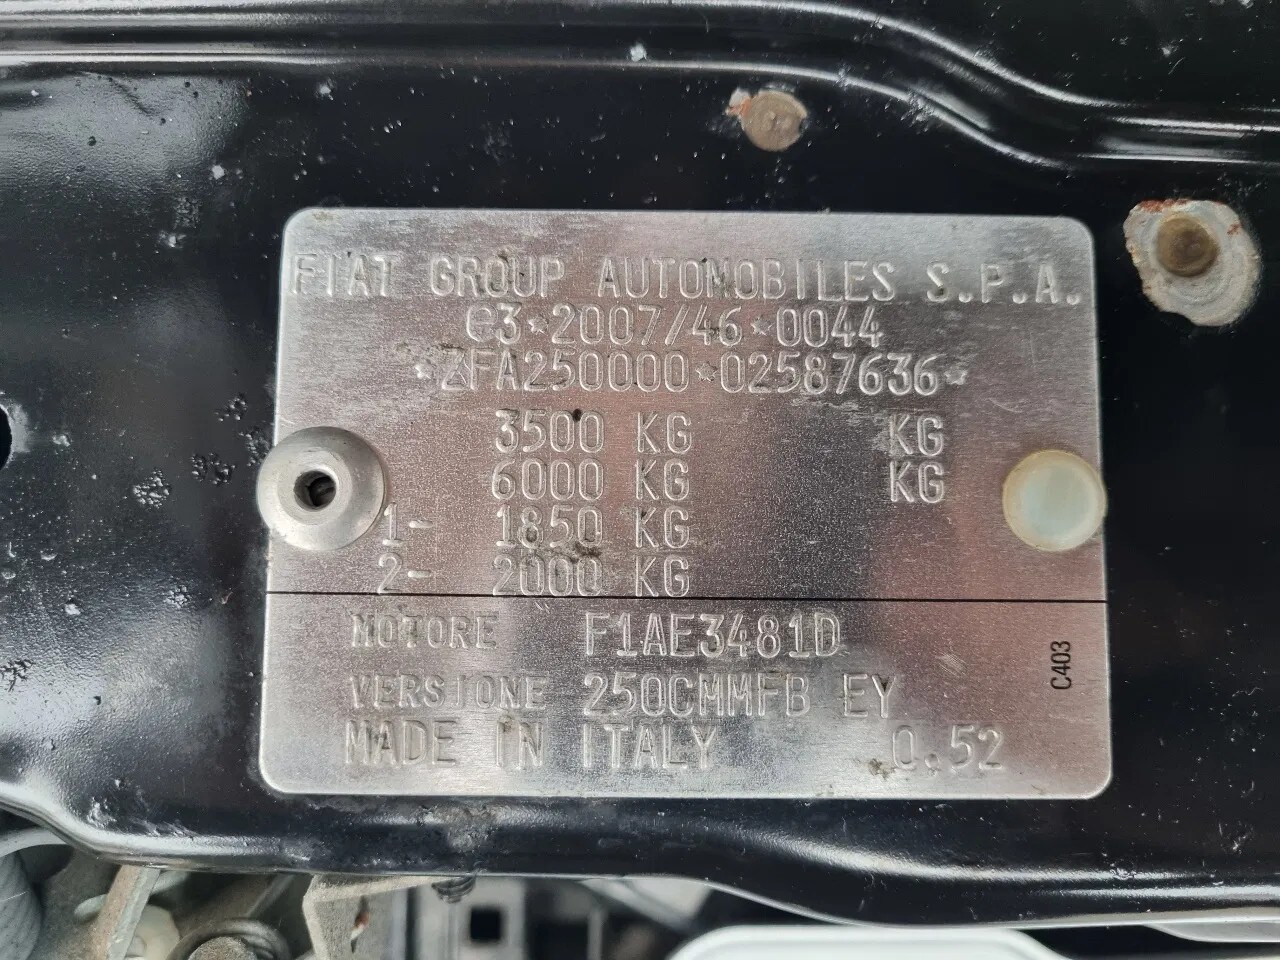 FIAT GROUP AUTOMOBILES S.P.A.
e3*2007/46*0044
*ZFA250000*02587636*
3500 KG KG
6000 KG KG
1- 1850 KG
2- 2000 KG
MOTORE F1AE3481D
VERSIONE 250CMMFB EY
MADE IN ITALY 0.52
C403